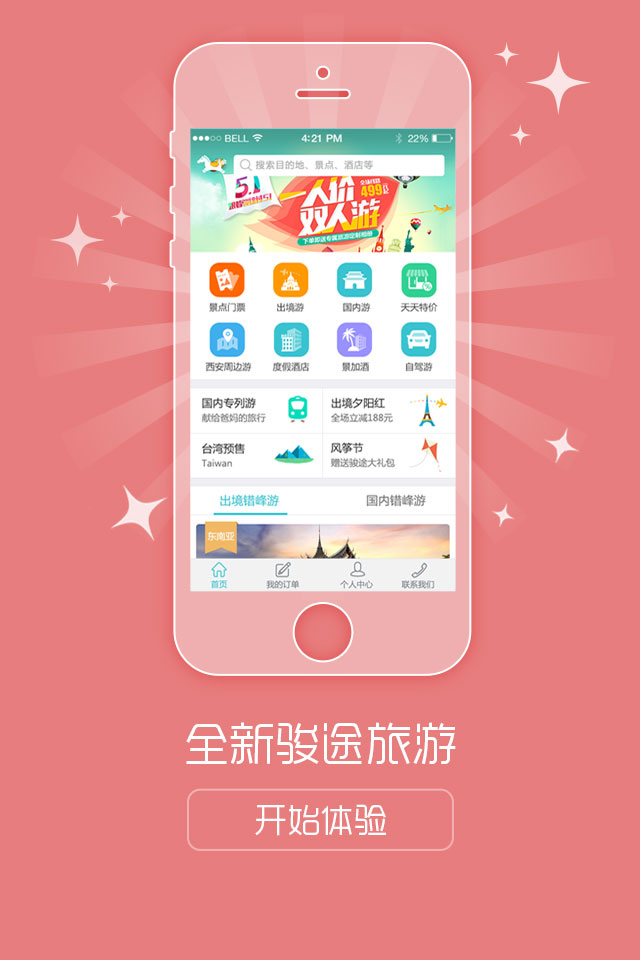 BELL 4:21 PM 22%
搜索目的地、景点、酒店等
5.1
一人价
全场低至499元
双人游
下单即送专属旅游定制相册
景点门票 出境游 国内游 天天特价
西安周边游 度假酒店 景加酒 自驾游
国内专列游 出境夕阳红
献给爸妈的旅行 全场立减188元
台湾预售 风筝节
Taiwan 赠送骏途大礼包
出境错峰游 国内错峰游
东南亚
首页 我的订单 个人中心 联系我们
全新骏途旅游
开始体验